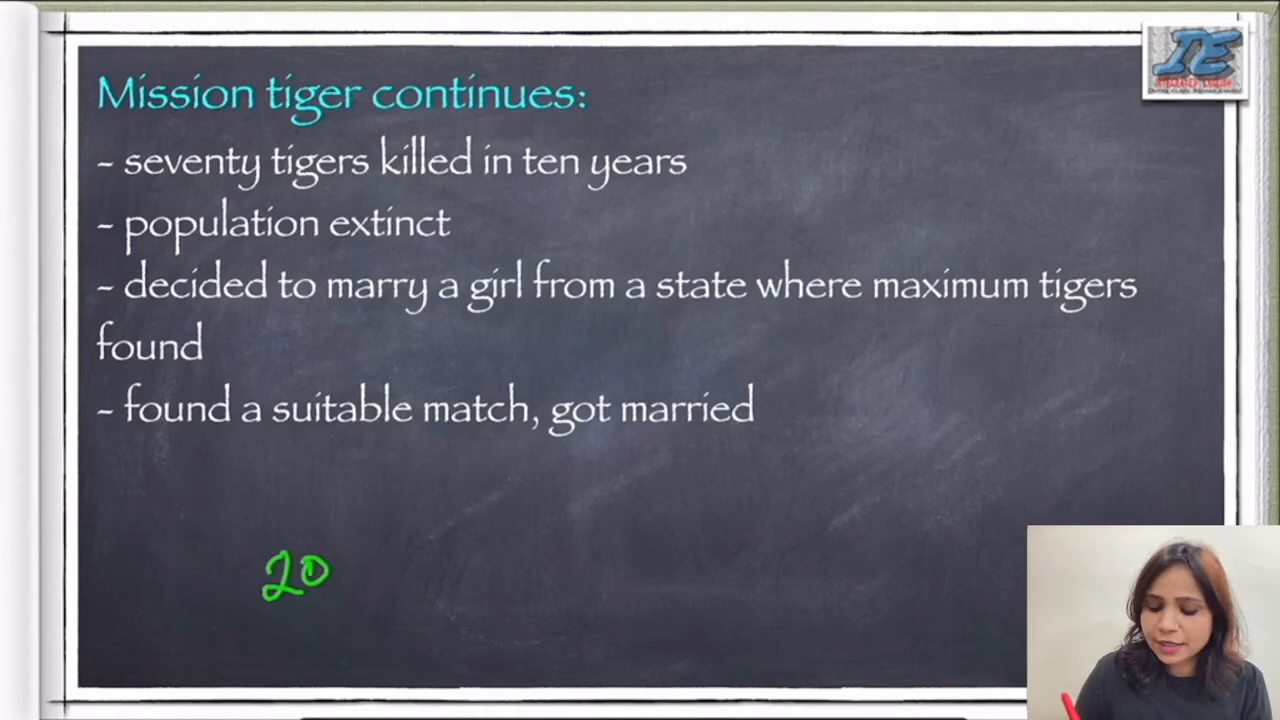 Mission tiger continues:
- seventy tigers killed in ten years
- population extinct
- decided to marry a girl from a state where maximum tigers
found
- found a suitable match, got married
20
IE